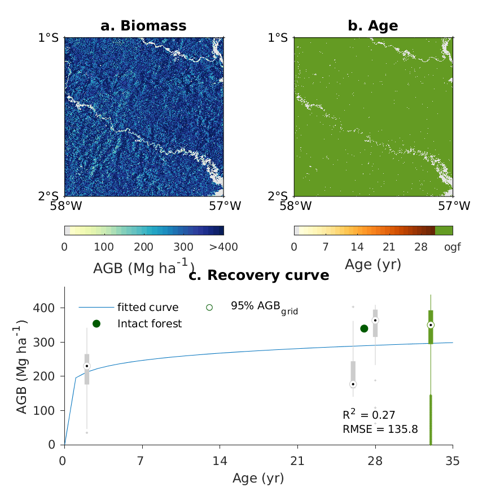 a. Biomass
1°S
2°S
58°W 57°W
0 100 200 300 >400
AGB (Mg ha⁻¹)
b. Age
1°S
2°S
58°W 57°W
0 7 14 21 28 ogf
Age (yr)
c. Recovery curve
fitted curve
95% AGB_grid
Intact forest
R² = 0.27
RMSE = 135.8
400
300
200
100
0
AGB (Mg ha⁻¹)
0 7 14 21 28 35
Age (yr)